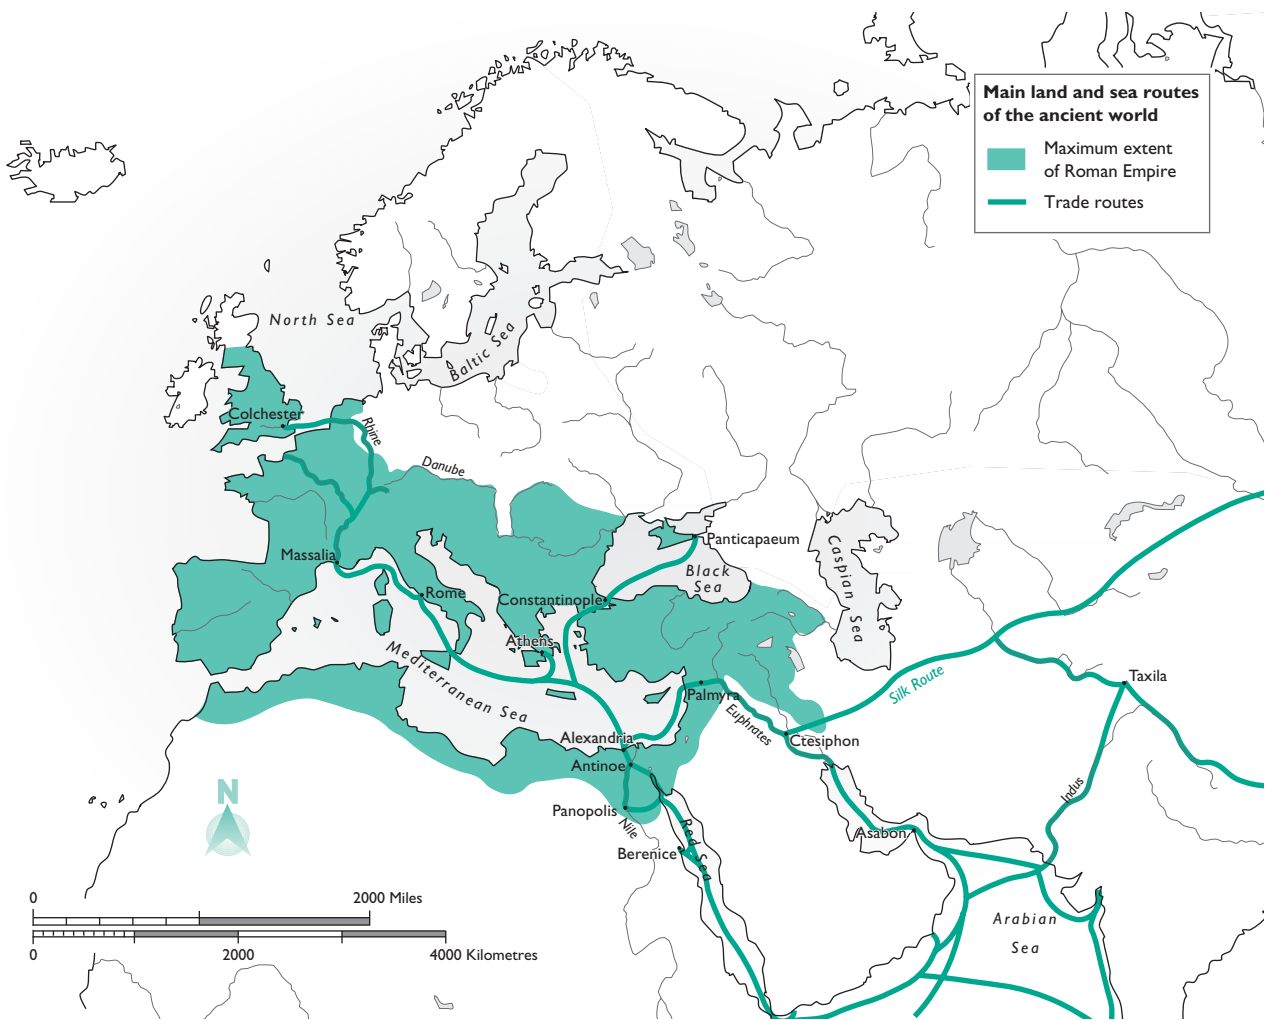 Main land and sea routes
of the ancient world
Maximum extent
of Roman Empire
Trade routes
North Sea
Baltic Sea
Colchester
Rhine
Danube
Massalia
Panticapaeum
Black
Sea
Caspian Sea
Rome
Constantinople
Athens
Mediterranean Sea
Palmyra
Euphrates
Silk Route
Taxila
Alexandria
Ctesiphon
Antinoe
Panopolis
Nile
Indus
Red Sea
Asabon
Berenice
N
Arabian
Sea
0
2000 Miles
0
2000
4000 Kilometres